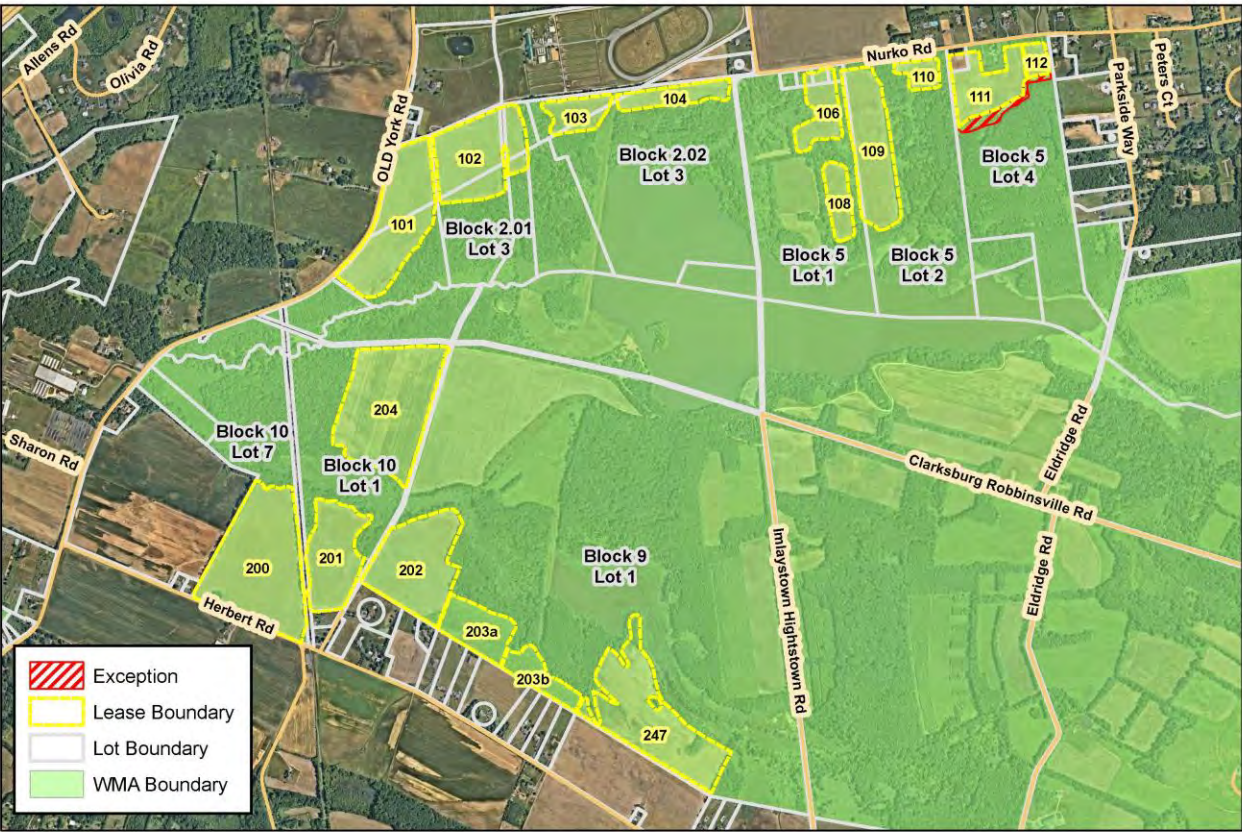 Allens Rd
Olivia Rd
OLD York Rd
Nurko Rd
Peters Ct
Parkside Way
112
110
111
104
103
106
102
109
Block 2.02
Lot 3
Block 5
Lot 4
101
108
Block 2.01
Lot 3
Block 5
Lot 1
Block 5
Lot 2
204
Block 10
Lot 7
Sharon Rd
Block 10
Lot 1
Eldridge Rd
Clarksburg Robbinsville Rd
Imlaystown Hightstown Rd
Block 9
Lot 1
200
201
202
Eldridge Rd
Herbert Rd
203a
203b
247
Exception
Lease Boundary
Lot Boundary
WMA Boundary